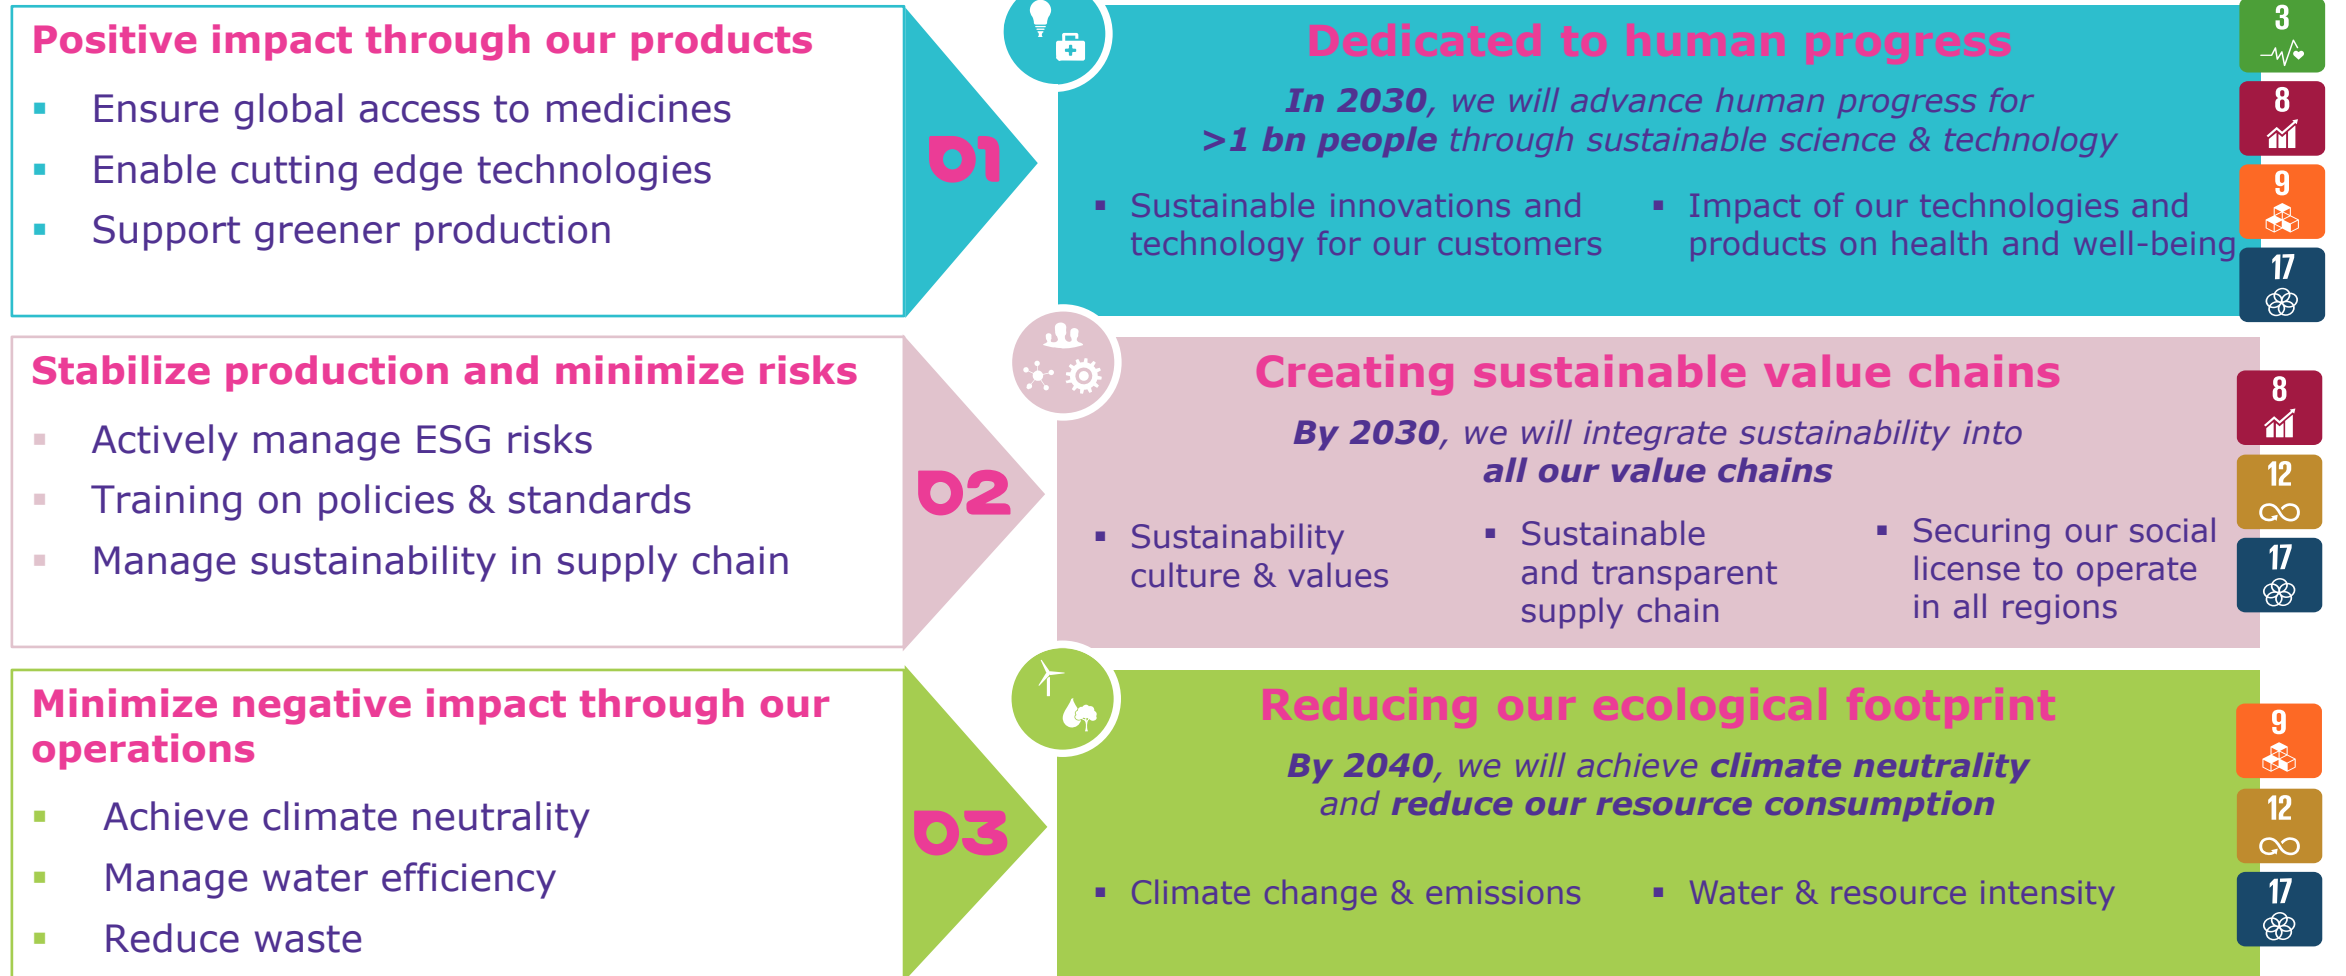 Positive impact through our products
Ensure global access to medicines
Enable cutting edge technologies
Support greener production
01
Dedicated to human progress
In 2030, we will advance human progress for
>1 bn people through sustainable science & technology
Sustainable innovations and
technology for our customers
Impact of our technologies and
products on health and well-being
3
8
9
17
Stabilize production and minimize risks
Actively manage ESG risks
Training on policies & standards
Manage sustainability in supply chain
02
Creating sustainable value chains
By 2030, we will integrate sustainability into
all our value chains
Sustainability
culture & values
Sustainable
and transparent
supply chain
Securing our social
license to operate
in all regions
8
12
17
Minimize negative impact through our
operations
Achieve climate neutrality
Manage water efficiency
Reduce waste
03
Reducing our ecological footprint
By 2040, we will achieve climate neutrality
and reduce our resource consumption
Climate change & emissions
Water & resource intensity
9
12
17